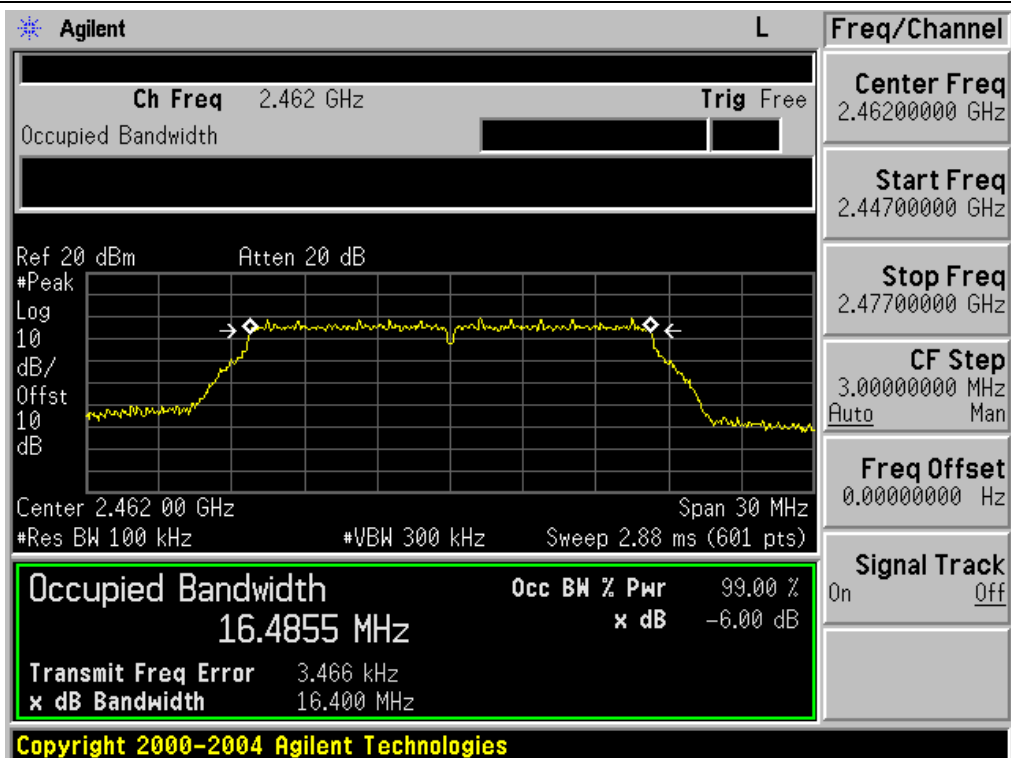 Agilent L Freq/Channel
Ch Freq 2.462 GHz Trig Free
Occupied Bandwidth
Center Freq
2.46200000 GHz
Start Freq
2.44700000 GHz
Stop Freq
2.47700000 GHz
CF Step
3.00000000 MHz
Auto Man
Freq Offset
0.00000000 Hz
Signal Track
On Off
Ref 20 dBm Atten 20 dB
#Peak
Log
10
dB/
Offst
10
dB
Center 2.462 00 GHz Span 30 MHz
#Res BW 100 kHz #VBW 300 kHz Sweep 2.88 ms (601 pts)
Occupied Bandwidth Occ BW % Pwr 99.00 %
16.4855 MHz x dB -6.00 dB
Transmit Freq Error 3.466 kHz
x dB Bandwidth 16.400 MHz
Copyright 2000-2004 Agilent Technologies